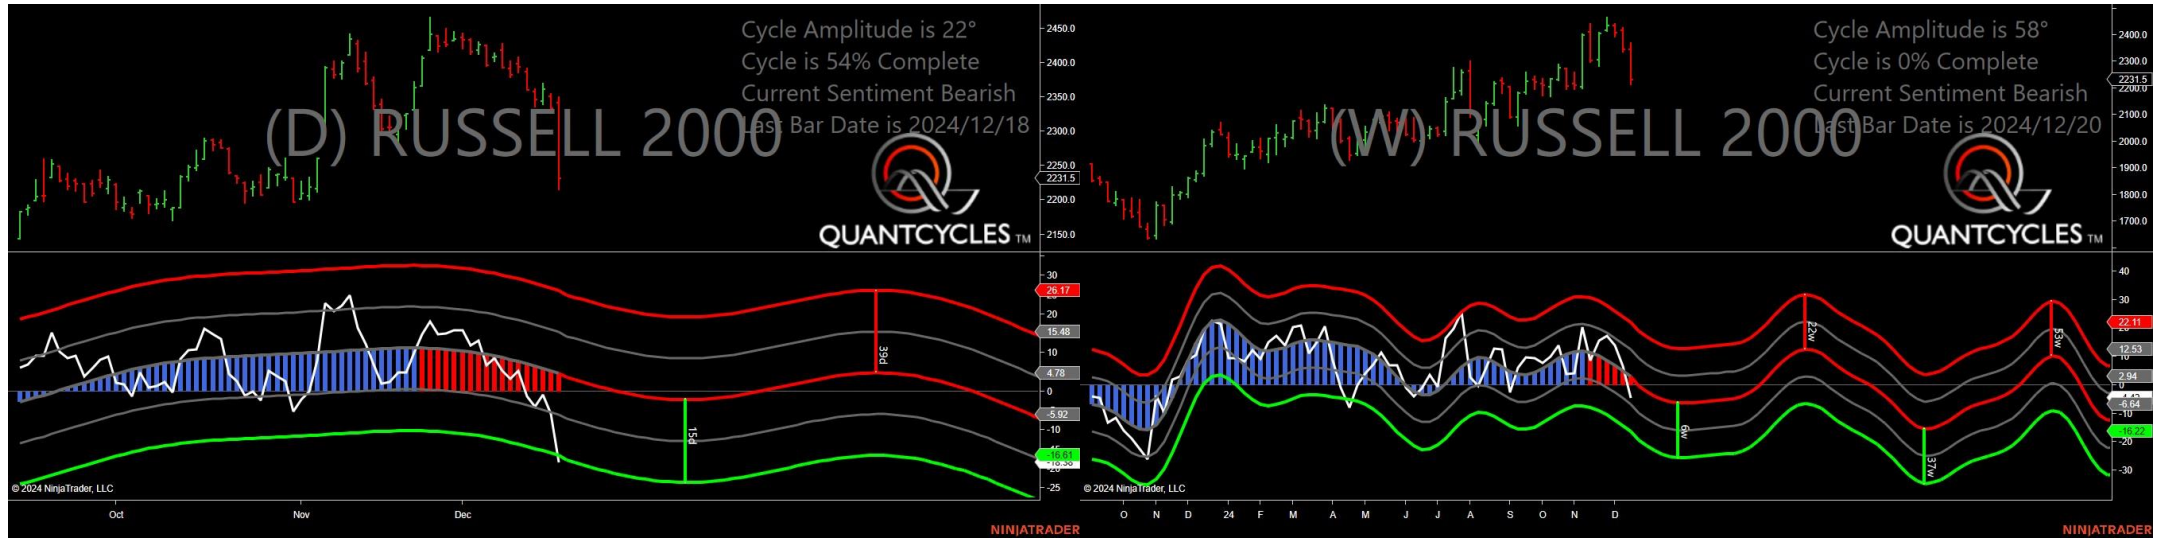 Cycle Amplitude is 22°
Cycle is 54% Complete
Current Sentiment Bearish
Last Bar Date is 2024/12/18
(D) RUSSELL 2000
QUANTCYCLES TM
2450.0
2400.0
2350.0
2300.0
2250.0
2231.5
2200.0
2150.0
30
26.17
20
15.48
10
4.78
0
-5.92
-10
-16.61
-25
39d
15d
© 2024 NinjaTrader, LLC
Oct Nov Dec
NINJATRADER
Cycle Amplitude is 58°
Cycle is 0% Complete
Current Sentiment Bearish
Last Bar Date is 2024/12/20
(W) RUSSELL 2000
QUANTCYCLES TM
2400.0
2300.0
2231.5
2200.0
2100.0
2000.0
1900.0
1800.0
1700.0
40
30
22.11
12.53
10
2.94
0
-6.64
-10
-16.22
-20
-30
22w
53w
6w
37w
© 2024 NinjaTrader, LLC
O N D 24 F M A M J J A S O N D
NINJATRADER